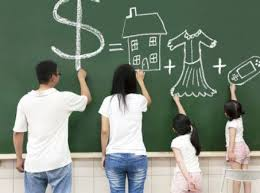 $ = + +